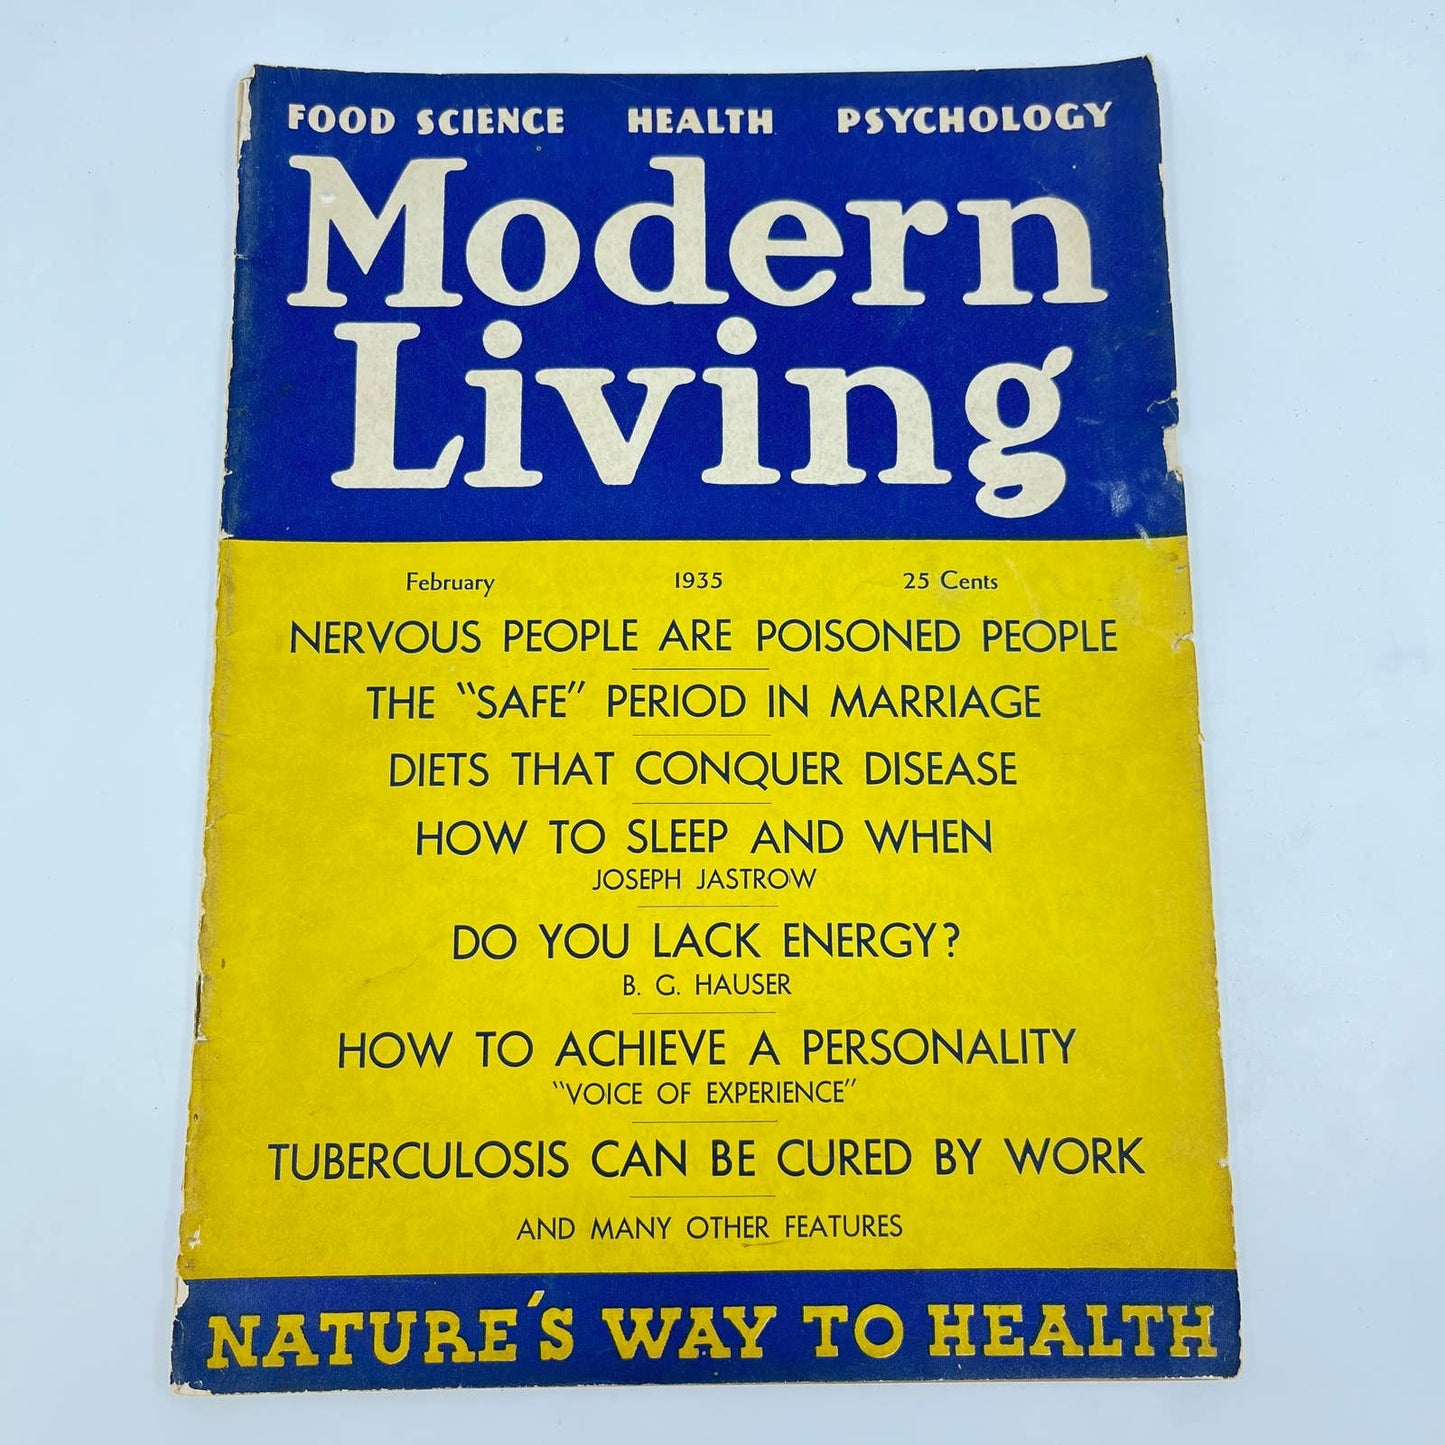 FOOD SCIENCE HEALTH PSYCHOLOGY
Modern
Living
February 1935 25 Cents
NERVOUS PEOPLE ARE POISONED PEOPLE
THE "SAFE" PERIOD IN MARRIAGE
DIETS THAT CONQUER DISEASE
HOW TO SLEEP AND WHEN
JOSEPH JASTROW
DO YOU LACK ENERGY?
B. G. HAUSER
HOW TO ACHIEVE A PERSONALITY
"VOICE OF EXPERIENCE"
TUBERCULOSIS CAN BE CURED BY WORK
AND MANY OTHER FEATURES
NATURE'S WAY TO HEALTH